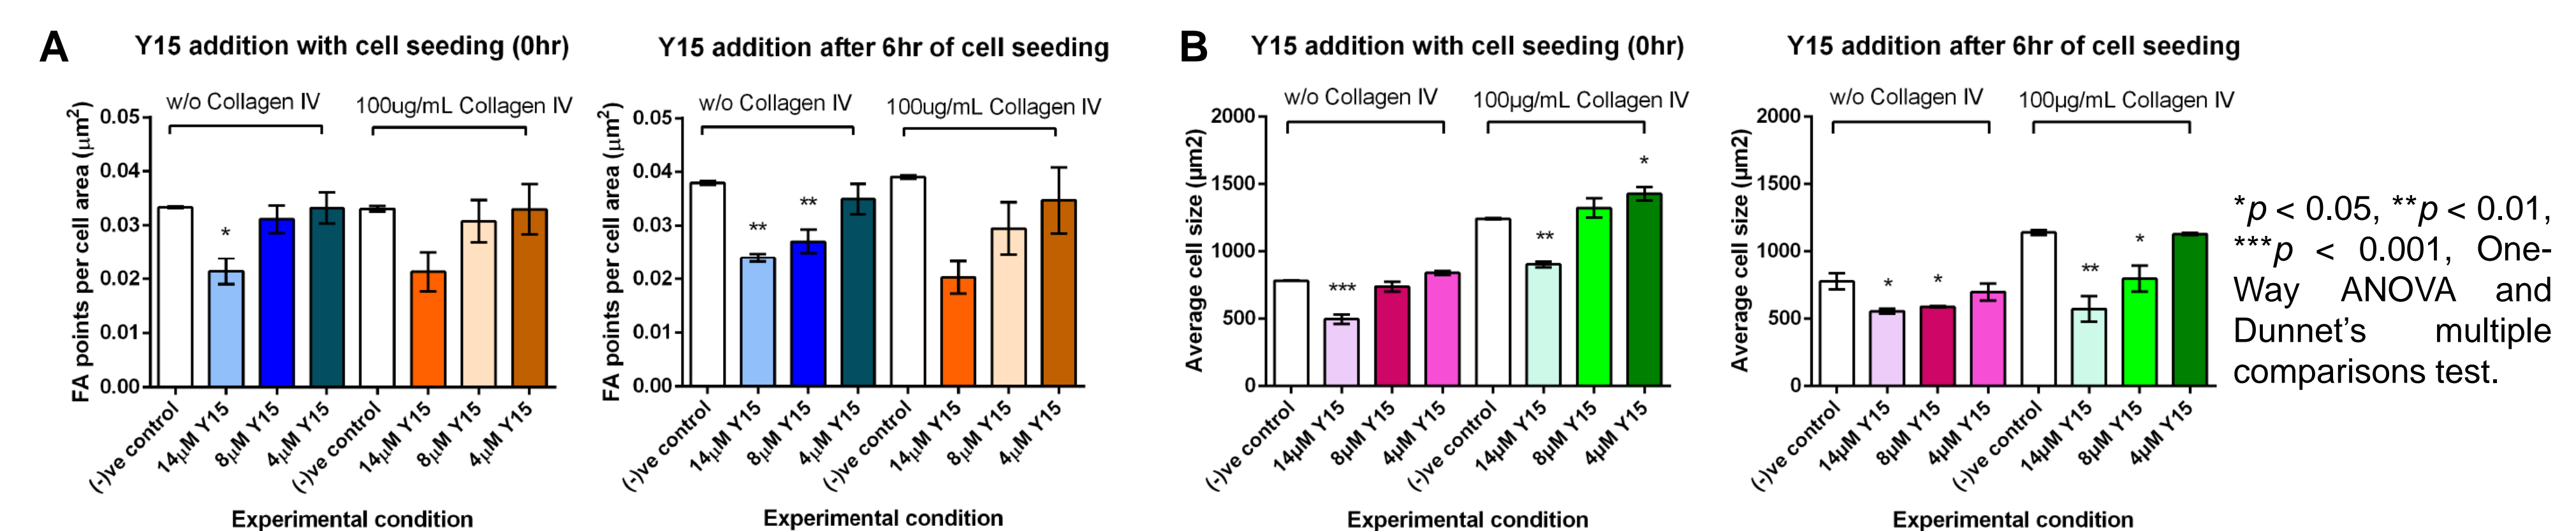 A
Y15 addition with cell seeding (0hr)
w/o Collagen IV
100ug/mL Collagen IV
FA points per cell area (μm²)
0.05
0.04
0.03
0.02
0.01
0.00
*
(-)ve control
14μM Y15
8μM Y15
4μM Y15
(-)ve control
14μM Y15
8μM Y15
4μM Y15
Experimental condition
Y15 addition after 6hr of cell seeding
w/o Collagen IV
100ug/mL Collagen IV
FA points per cell area (μm²)
0.05
0.04
0.03
0.02
0.01
0.00
**
**
(-)ve control
14μM Y15
8μM Y15
4μM Y15
(-)ve control
14μM Y15
8μM Y15
4μM Y15
Experimental condition
B
Y15 addition with cell seeding (0hr)
w/o Collagen IV
100μg/mL Collagen IV
Average cell size (μm2)
2000
1500
1000
500
0
***
**
*
(-)ve control
14μM Y15
8μM Y15
4μM Y15
(-)ve control
14μM Y15
8μM Y15
4μM Y15
Experimental condition
Y15 addition after 6hr of cell seeding
w/o Collagen IV
100μg/mL Collagen IV
Average cell size (μm2)
2000
1500
1000
500
0
*
*
**
*
(-)ve control
14μM Y15
8μM Y15
4μM Y15
(-)ve control
14μM Y15
8μM Y15
4μM Y15
Experimental condition
*p < 0.05, **p < 0.01,
***p < 0.001, One-
Way ANOVA and
Dunnet's multiple
comparisons test.